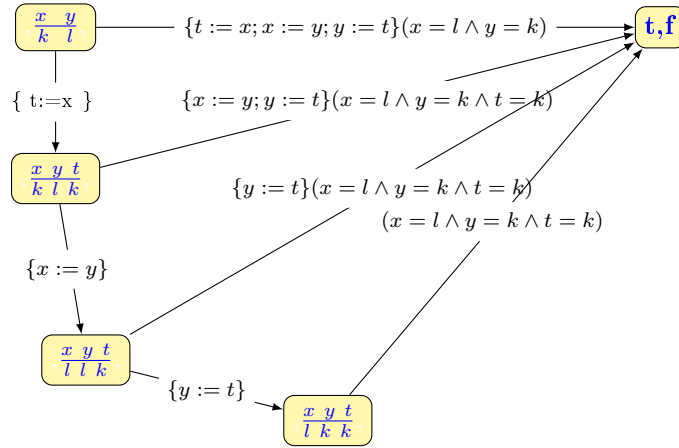 x y
k l
{t := x; x := y; y := t}(x = l ∧ y = k)
t,f
{ t:=x }
{x := y; y := t}(x = l ∧ y = k ∧ t = k)
x y t
k l k
{y := t}(x = l ∧ y = k ∧ t = k)
(x = l ∧ y = k ∧ t = k)
{x := y}
x y t
l l k
{y := t}
x y t
l k k